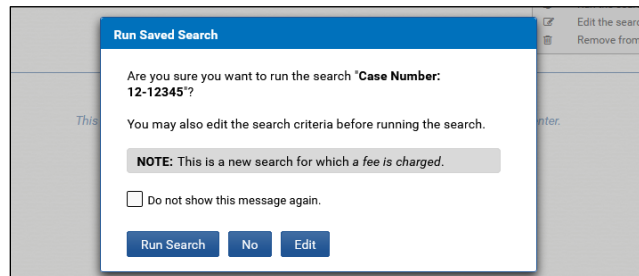 Run Saved Search
Edit the sear
Remove from
Are you sure you want to run the search "Case Number:
12-12345"?
This
nter.
You may also edit the search criteria before running the search.
NOTE: This is a new search for which a fee is charged.
Do not show this message again.
Run Search No Edit